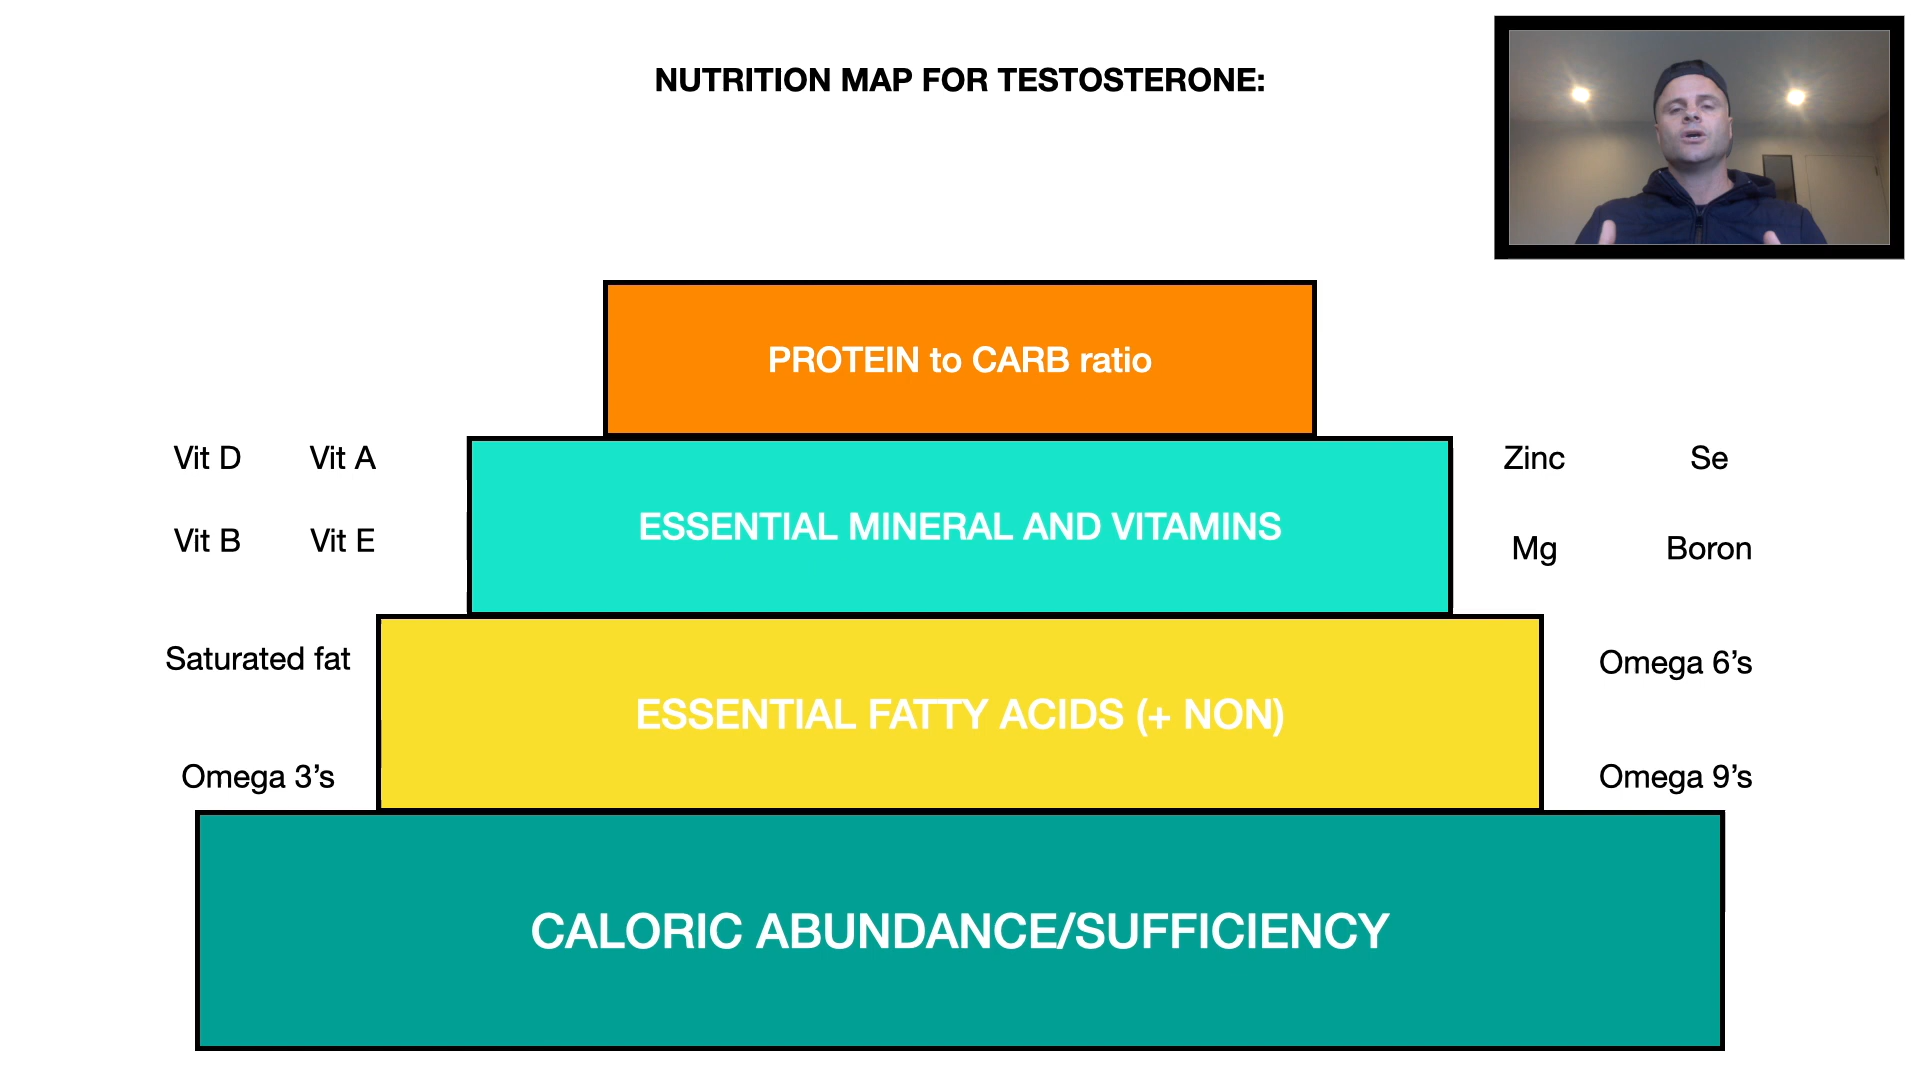 NUTRITION MAP FOR TESTOSTERONE:
PROTEIN to CARB ratio
Vit D Vit A
Zinc Se
ESSENTIAL MINERAL AND VITAMINS
Vit B Vit E
Mg Boron
Saturated fat
Omega 6’s
ESSENTIAL FATTY ACIDS (+ NON)
Omega 3’s
Omega 9’s
CALORIC ABUNDANCE/SUFFICIENCY